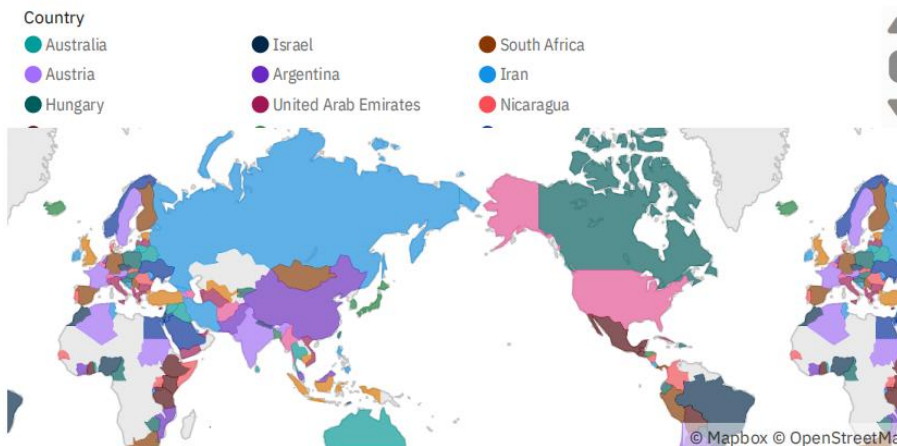 Country
Australia
Israel
South Africa
Austria
Argentina
Iran
Hungary
United Arab Emirates
Nicaragua
© Mapbox © OpenStreetMa